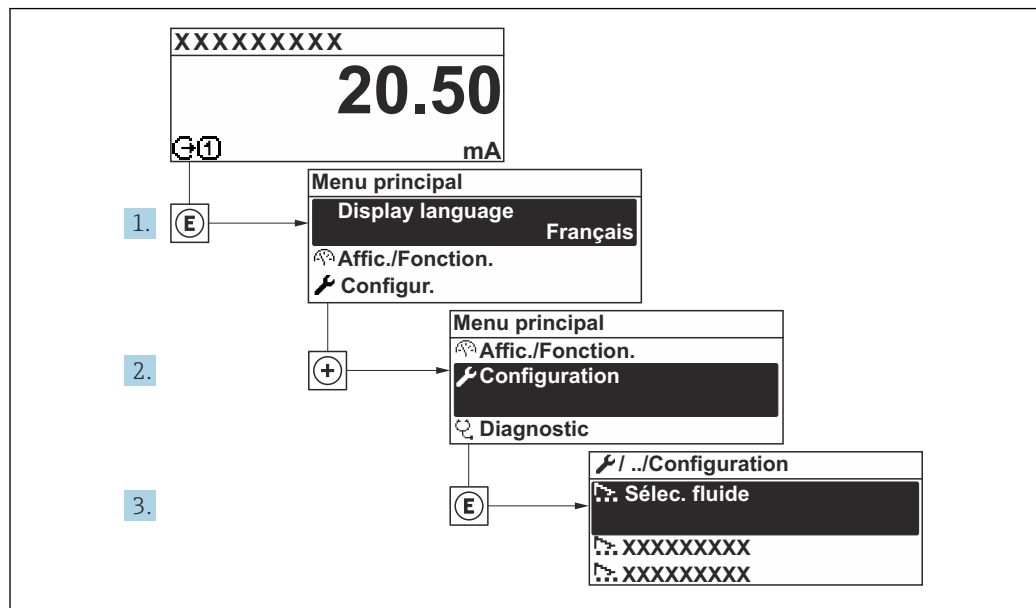 XXXXXXXXX
20.50
1 mA
1. E
Menu principal
Display language
Français
Affic./Fonction.
Configur.
2. +
Menu principal
Affic./Fonction.
Configuration
Diagnostic
3. E
/ ../Configuration
Sélec. fluide
XXXXXXXXX
XXXXXXXXX